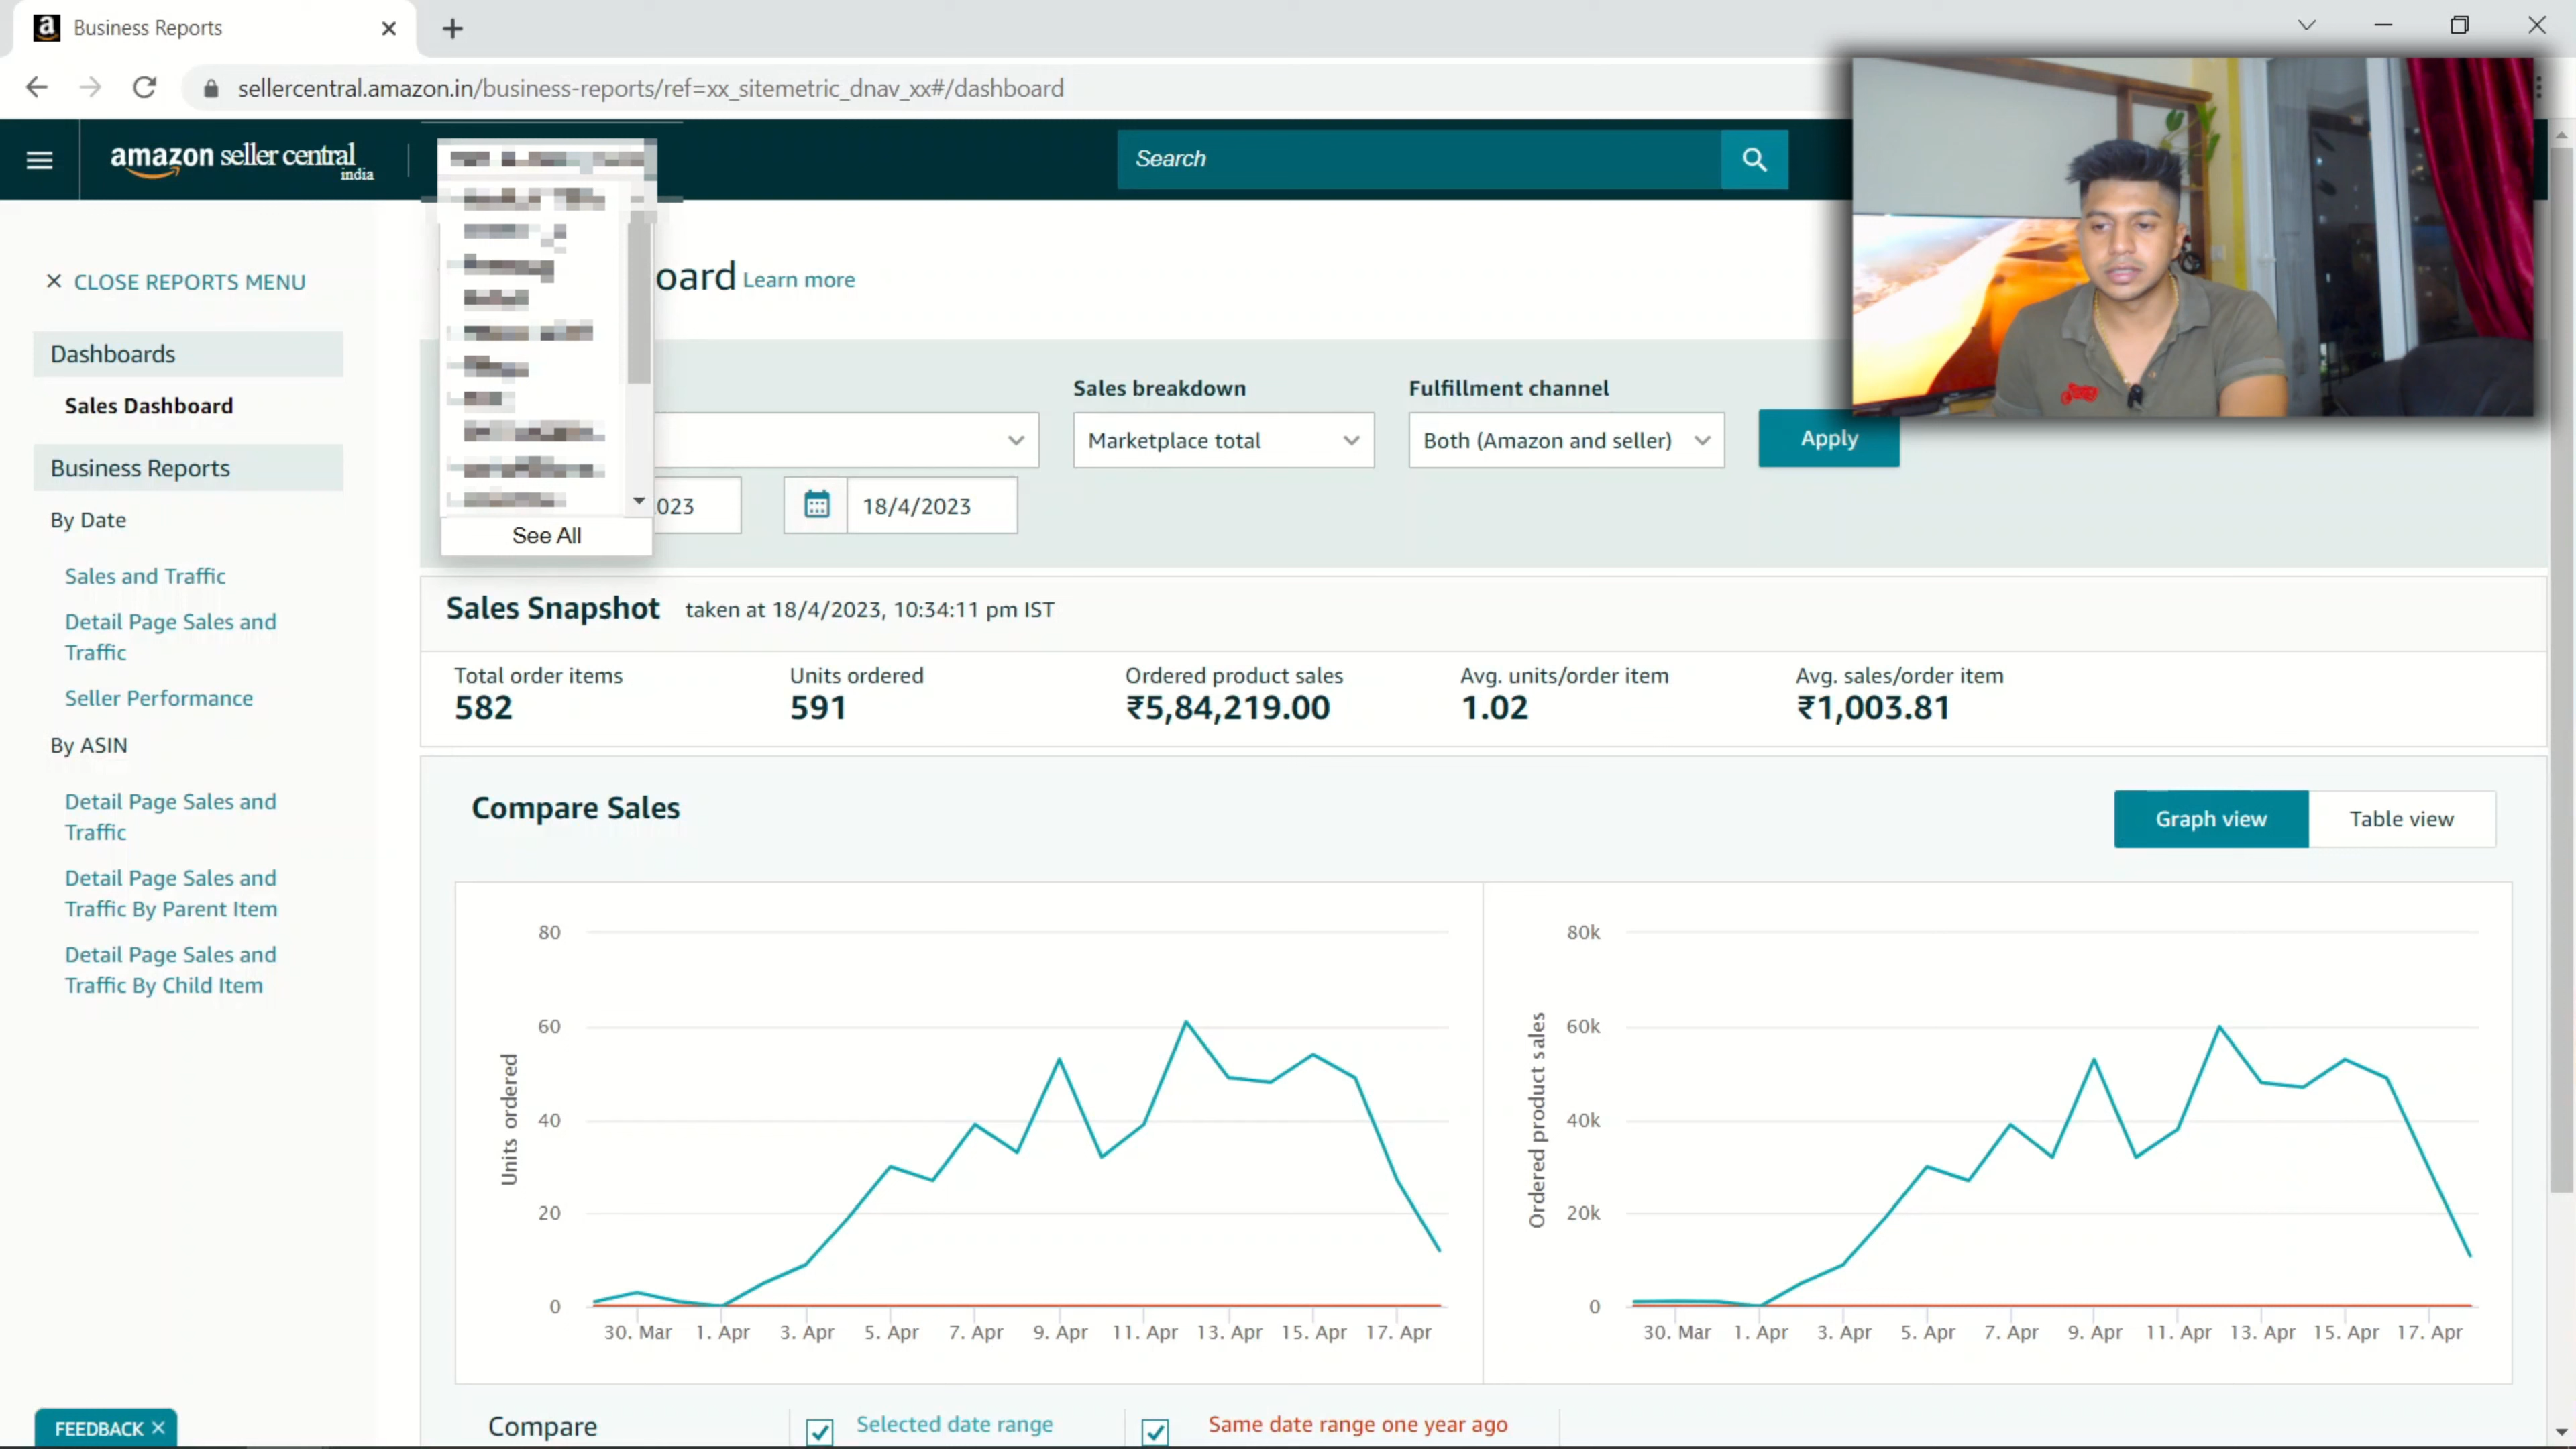 Business Reports
sellercentral.amazon.in/business-reports/ref=xx_sitemetric_dnav_xx#/dashboard
amazon seller central
india
Search
CLOSE REPORTS MENU
Dashboards
Sales Dashboard
Business Reports
By Date
Sales and Traffic
Detail Page Sales and
Traffic
Seller Performance
By ASIN
Detail Page Sales and
Traffic
Detail Page Sales and
Traffic By Parent Item
Detail Page Sales and
Traffic By Child Item
FEEDBACK
oard Learn more
See All
Sales breakdown
Marketplace total
Fulfillment channel
Both (Amazon and seller)
Apply
023
18/4/2023
Sales Snapshot taken at 18/4/2023, 10:34:11 pm IST
Total order items
582
Units ordered
591
Ordered product sales
₹5,84,219.00
Avg. units/order item
1.02
Avg. sales/order item
₹1,003.81
Compare Sales
Graph view
Table view
Units ordered
80
60
40
20
0
30. Mar 1. Apr 3. Apr 5. Apr 7. Apr 9. Apr 11. Apr 13. Apr 15. Apr 17. Apr
Ordered product sales
80k
60k
40k
20k
0
30. Mar 1. Apr 3. Apr 5. Apr 7. Apr 9. Apr 11. Apr 13. Apr 15. Apr 17. Apr
Compare
Selected date range
Same date range one year ago